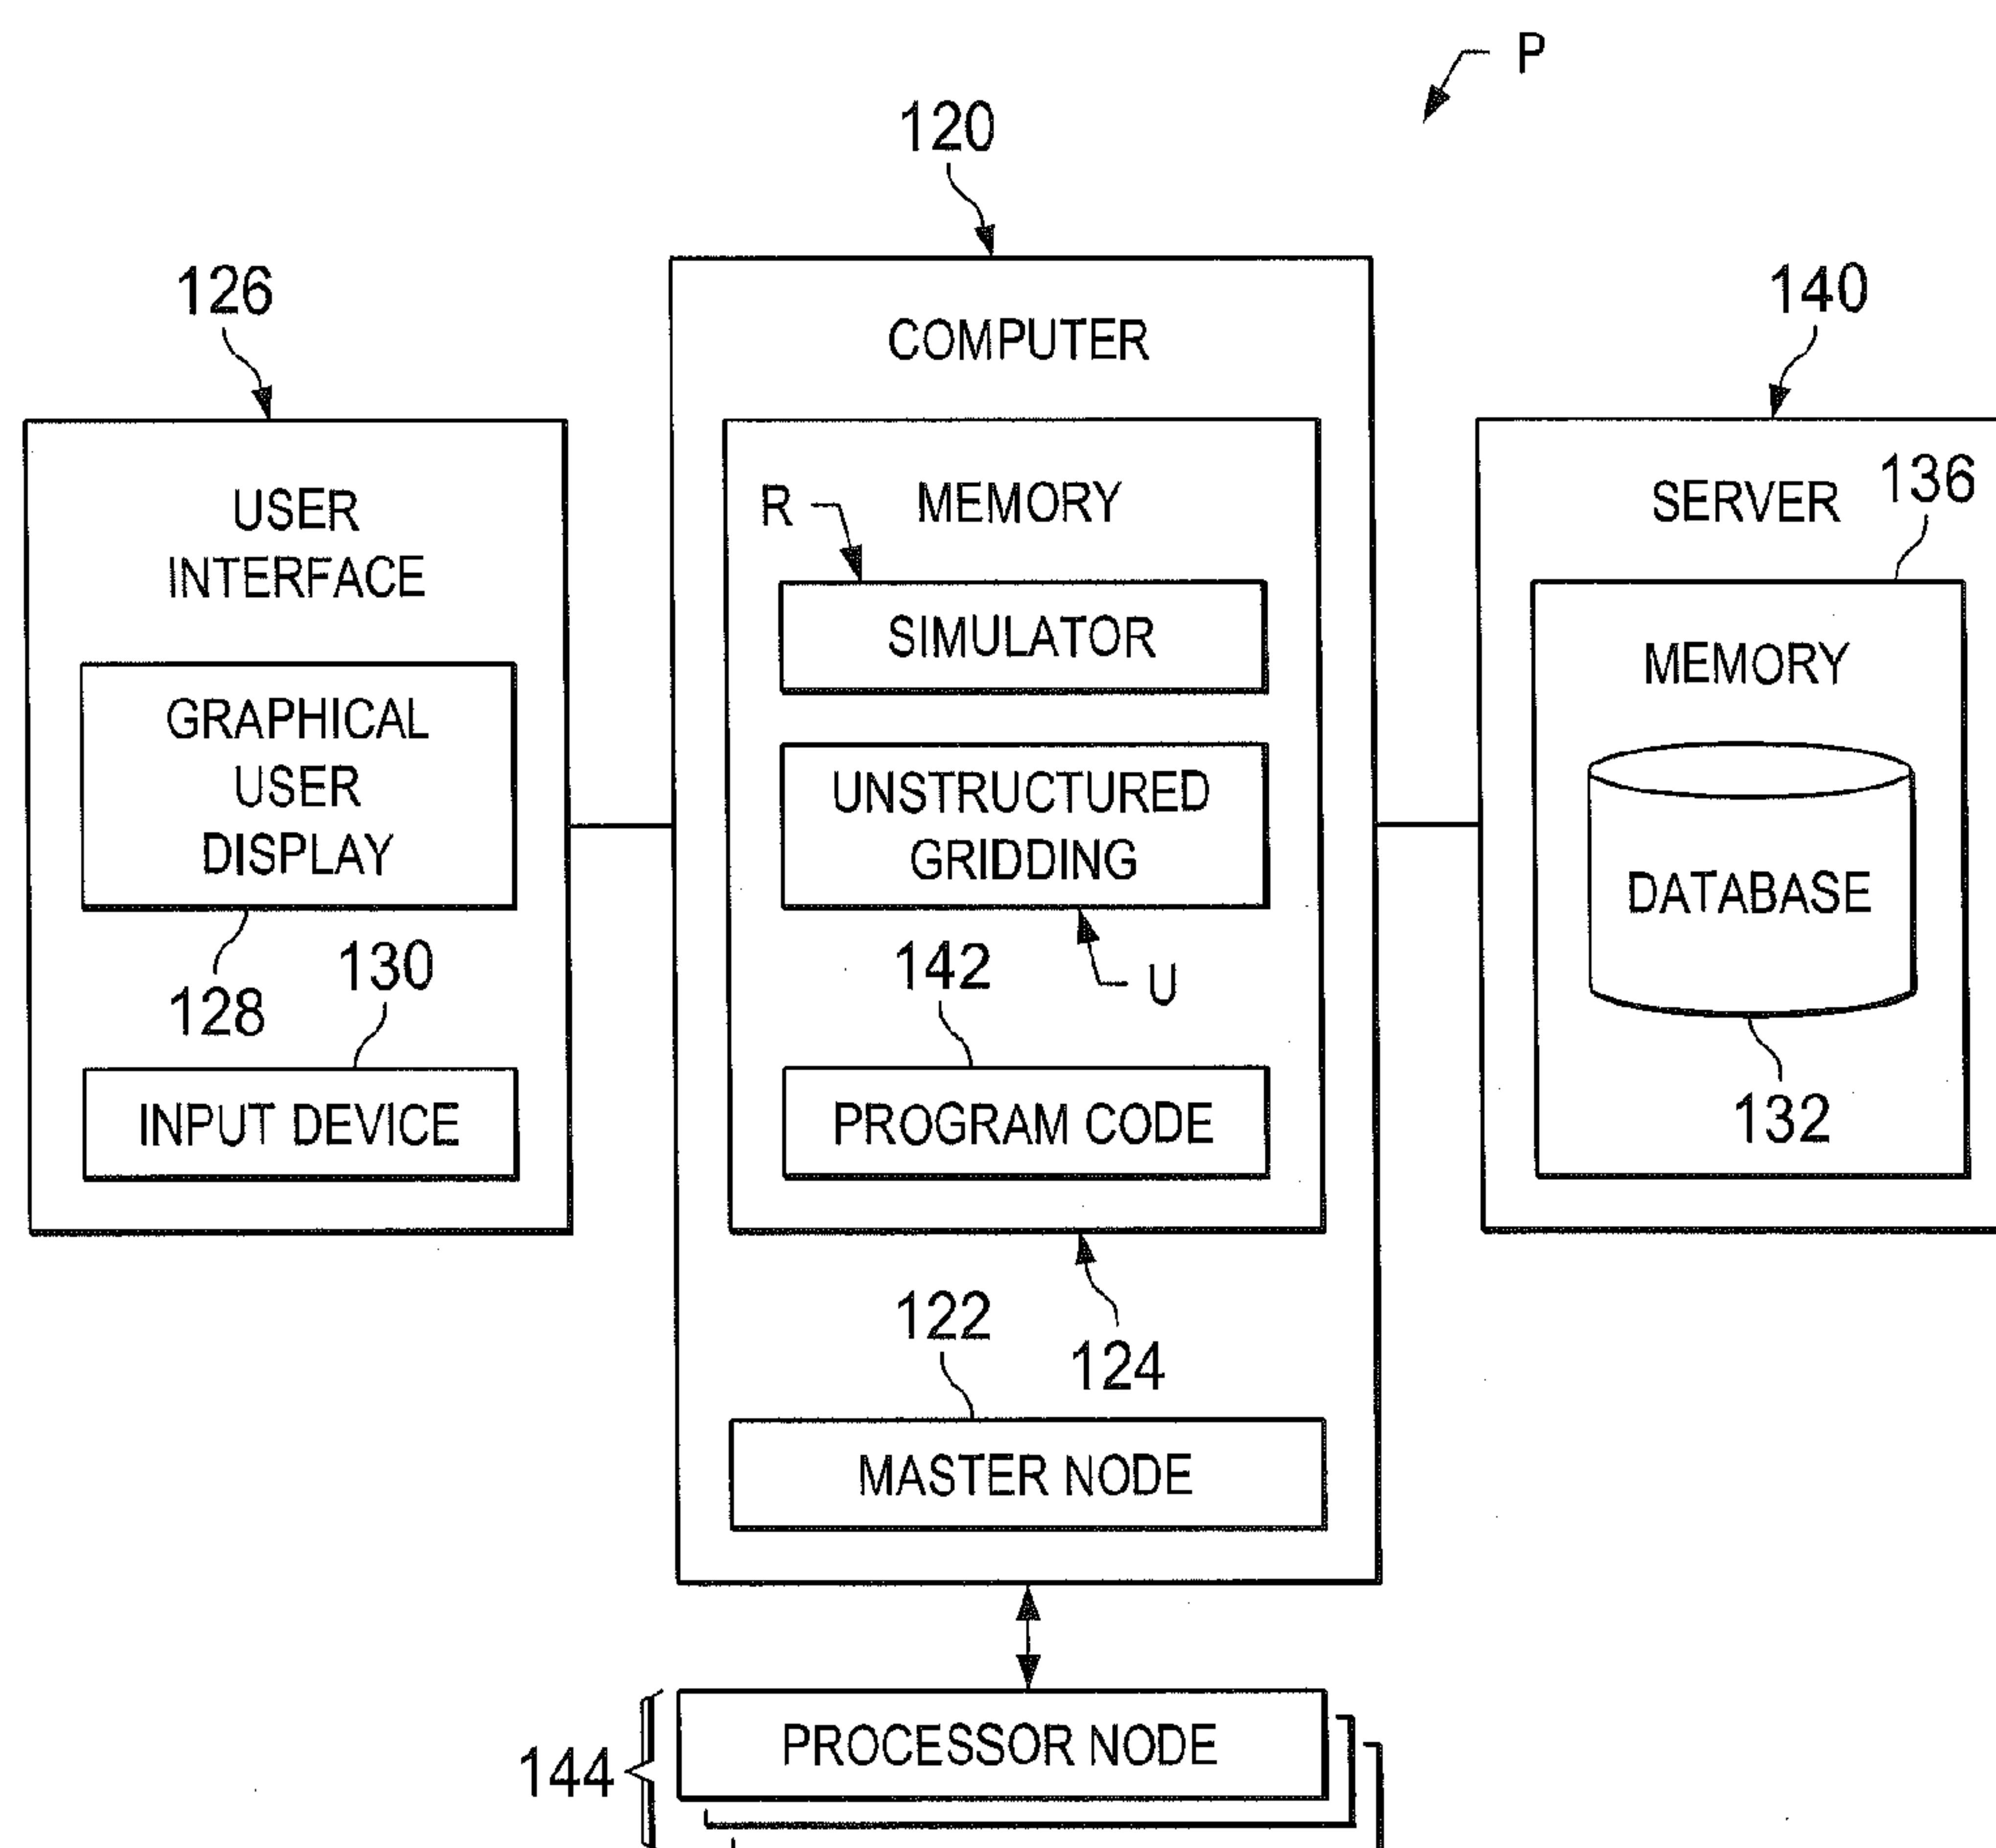 P
120
126
140
COMPUTER
USER
INTERFACE
R
MEMORY
SERVER
136
SIMULATOR
MEMORY
GRAPHICAL
USER
DISPLAY
UNSTRUCTURED
GRIDDING
DATABASE
128
130
142
U
132
INPUT DEVICE
PROGRAM CODE
122
124
MASTER NODE
144
PROCESSOR NODE